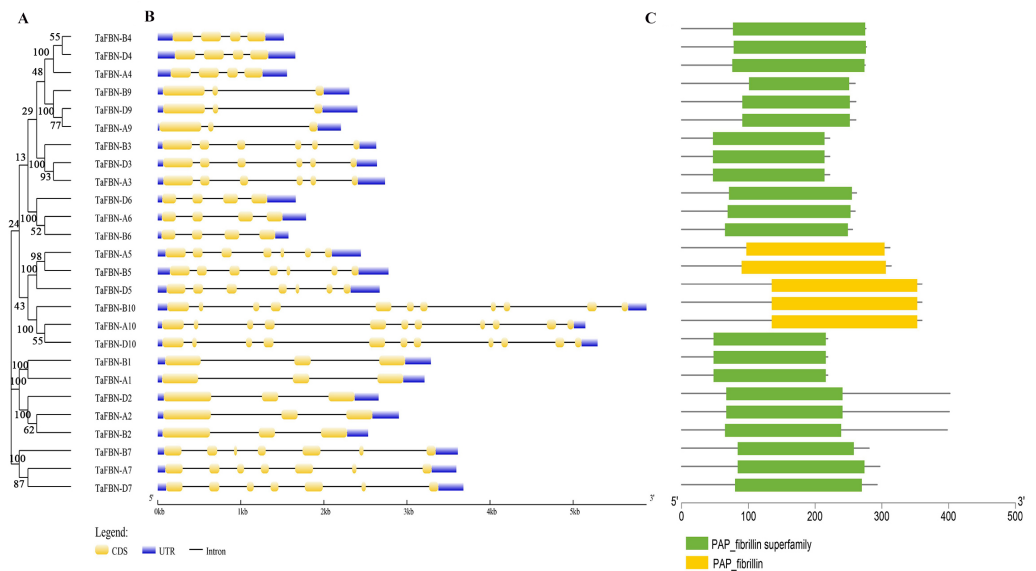 A
B
C
55
100
48
29
100
77
13
100
93
24
100
52
98
100
43
100
55
100
100
100
62
100
87
TaFBN-B4
TaFBN-D4
TaFBN-A4
TaFBN-B9
TaFBN-D9
TaFBN-A9
TaFBN-B3
TaFBN-D3
TaFBN-A3
TaFBN-D6
TaFBN-A6
TaFBN-B6
TaFBN-A5
TaFBN-B5
TaFBN-D5
TaFBN-B10
TaFBN-A10
TaFBN-D10
TaFBN-B1
TaFBN-A1
TaFBN-D2
TaFBN-A2
TaFBN-B2
TaFBN-B7
TaFBN-A7
TaFBN-D7
5' 3'
0kb 1kb 2kb 3kb 4kb 5kb
Legend:
CDS UTR Intron
5' 3'
0 100 200 300 400 500
PAP_fibrillin superfamily
PAP_fibrillin